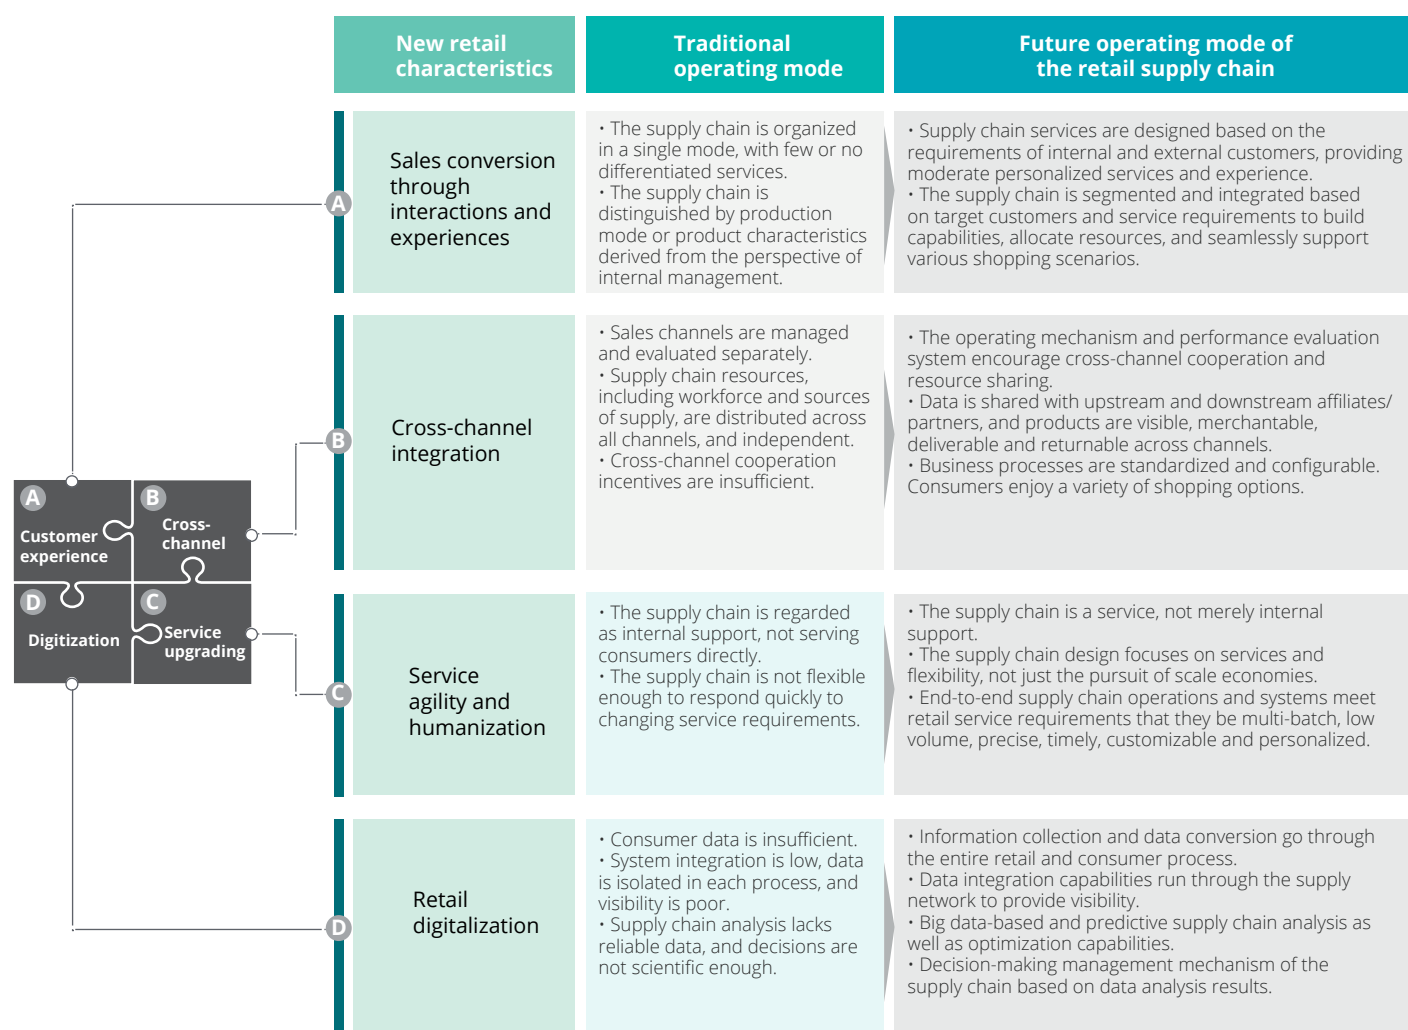 New retail
characteristics
Traditional
operating mode
Future operating mode of
the retail supply chain
A
Sales conversion
through
interactions and
experiences
• The supply chain is organized
in a single mode, with few or no
differentiated services.
• The supply chain is
distinguished by production
mode or product characteristics
derived from the perspective of
internal management.
• Supply chain services are designed based on the
requirements of internal and external customers, providing
moderate personalized services and experience.
• The supply chain is segmented and integrated based
on target customers and service requirements to build
capabilities, allocate resources, and seamlessly support
various shopping scenarios.
B
Cross-channel
integration
• Sales channels are managed
and evaluated separately.
• Supply chain resources,
including workforce and sources
of supply, are distributed across
all channels, and independent.
• Cross-channel cooperation
incentives are insufficient.
• The operating mechanism and performance evaluation
system encourage cross-channel cooperation and
resource sharing.
• Data is shared with upstream and downstream affiliates/
partners, and products are visible, merchantable,
deliverable and returnable across channels.
• Business processes are standardized and configurable.
Consumers enjoy a variety of shopping options.
A
Customer
experience
B
Cross-
channel
D
Digitization
C
Service
upgrading
C
Service
agility and
humanization
• The supply chain is regarded
as internal support, not serving
consumers directly.
• The supply chain is not flexible
enough to respond quickly to
changing service requirements.
• The supply chain is a service, not merely internal
support.
• The supply chain design focuses on services and
flexibility, not just the pursuit of scale economies.
• End-to-end supply chain operations and systems meet
retail service requirements that they be multi-batch, low
volume, precise, timely, customizable and personalized.
D
Retail
digitalization
• Consumer data is insufficient.
• System integration is low, data
is isolated in each process, and
visibility is poor.
• Supply chain analysis lacks
reliable data, and decisions are
not scientific enough.
• Information collection and data conversion go through
the entire retail and consumer process.
• Data integration capabilities run through the supply
network to provide visibility.
• Big data-based and predictive supply chain analysis as
well as optimization capabilities.
• Decision-making management mechanism of the
supply chain based on data analysis results.